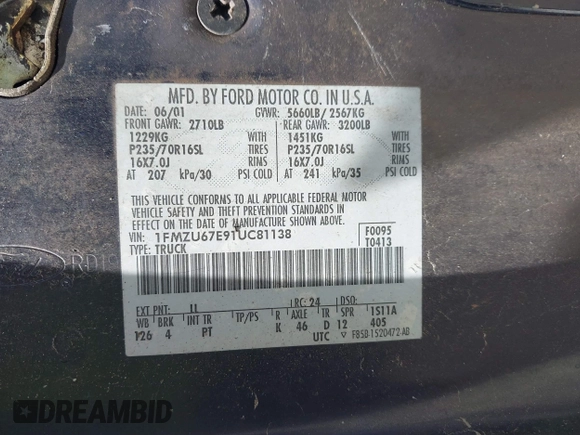 MFD. BY FORD MOTOR CO. IN U.S.A.
DATE: 06/01 GVWR: 5660LB / 2567KG
FRONT GAWR: 2710LB REAR GAWR: 3200LB
1229KG WITH 1451KG WITH
P235/70R16SL TIRES P235/70R16SL TIRES
16X7.0J RIMS 16X7.0J RIMS
AT 207 kPa/30 PSI COLD AT 241 kPa/35 PSI COLD
THIS VEHICLE CONFORMS TO ALL APPLICABLE FEDERAL MOTOR
VEHICLE SAFETY AND THEFT PREVENTION STANDARDS IN
EFFECT ON THE DATE OF MANUFACTURE SHOWN ABOVE.
VIN: 1FMZU67E91UC81138 F0095
TYPE: TRUCK T0413
EXT PNT: II RC: 24 DSO:
WB BRK INT TR TP/PS R AXLE TR SPR 1S11A
126 4 PT K 46 D 12 405
UTC ▽ F85B-1520472-AB
DREAMBID